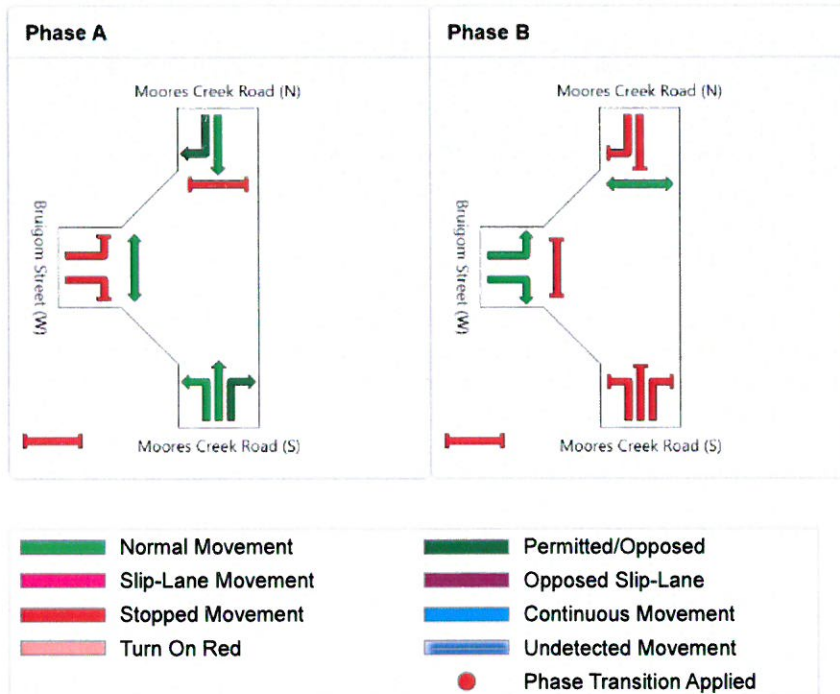 Phase A
Phase B
Moores Creek Road (N)
Moores Creek Road (N)
Bruigom Street (W)
Bruigom Street (W)
Moores Creek Road (S)
Moores Creek Road (S)
Normal Movement
Permitted/Opposed
Slip-Lane Movement
Opposed Slip-Lane
Stopped Movement
Continuous Movement
Turn On Red
Undetected Movement
Phase Transition Applied